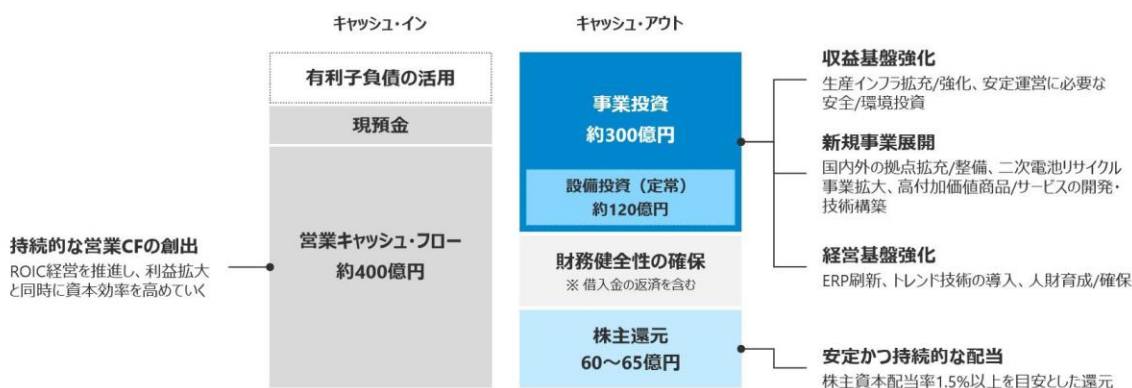 キャッシュ・イン
キャッシュ・アウト
有利子負債の活用
現預金
営業キャッシュ・フロー
約400億円
持続的な営業CFの創出
ROIC経営を推進し、利益拡大
と同時に資本効率を高めていく
事業投資
約300億円
設備投資（定常）
約120億円
財務健全性の確保
※ 借入金の返済を含む
株主還元
60～65億円
収益基盤強化
生産インフラ拡充/強化、安定運営に必要な
安全/環境投資
新規事業展開
国内外の拠点拡充/整備、二次電池リサイクル
事業拡大、高付加価値商品/サービスの開発・
技術構築
経営基盤強化
ERP刷新、トレンド技術の導入、人財育成/確保
安定かつ持続的な配当
株主資本配当率1.5%以上を目安とした還元